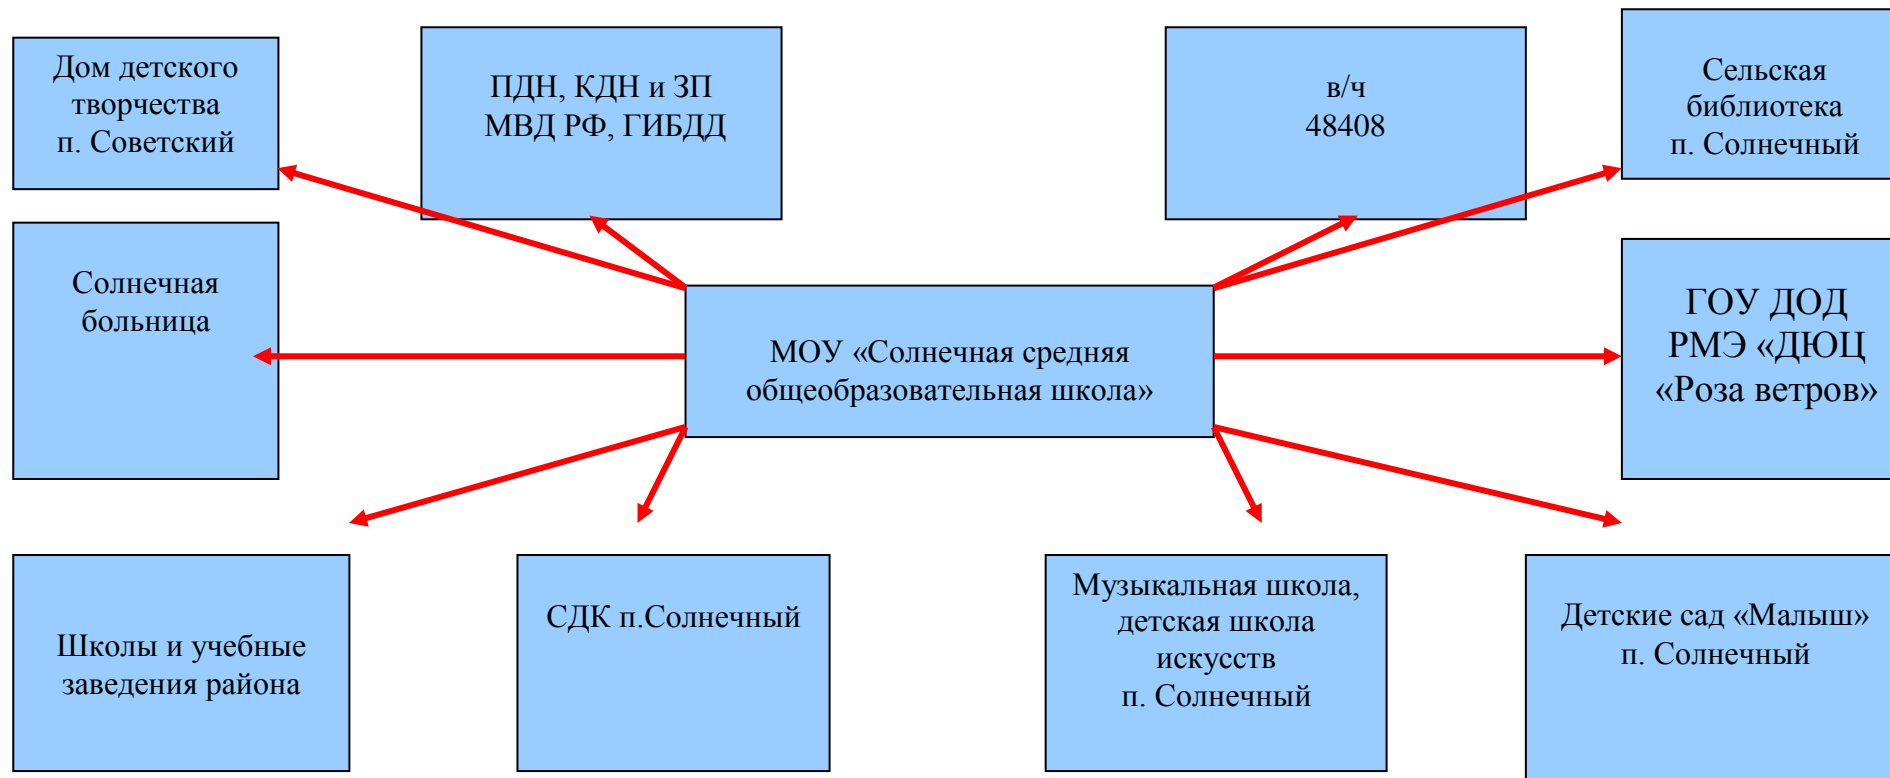 Дом детского
творчества
п. Советский
ПДН, КДН и ЗП
МВД РФ, ГИБДД
в/ч
48408
Сельская
библиотека
п. Солнечный
Солнечная
больница
МОУ «Солнечная средняя
общеобразовательная школа»
ГОУ ДОД
РМЭ «ДЮЦ
«Роза ветров»
Школы и учебные
заведения района
СДК п.Солнечный
Музыкальная школа,
детская школа
искусств
п. Солнечный
Детские сад «Малыш»
п. Солнечный